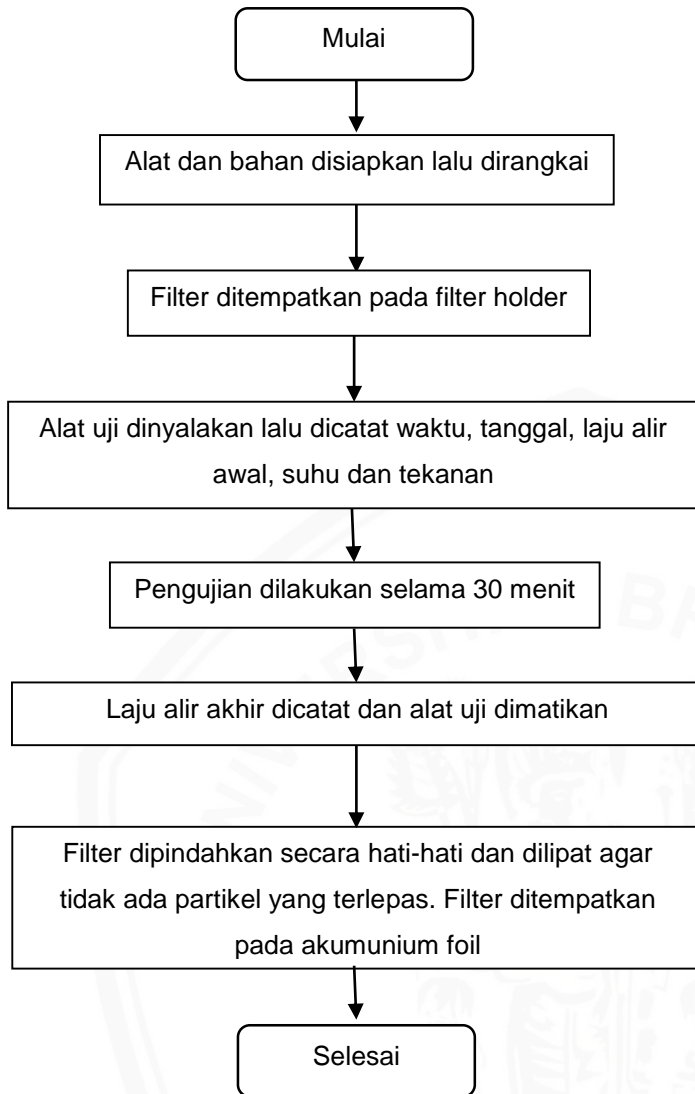 Mulai
Alat dan bahan disiapkan lalu dirangkai
Filter ditempatkan pada filter holder
Alat uji dinyalakan lalu dicatat waktu, tanggal, laju alir
awal, suhu dan tekanan
Pengujian dilakukan selama 30 menit
Laju alir akhir dicatat dan alat uji dimatikan
Filter dipindahkan secara hati-hati dan dilipat agar
tidak ada partikel yang terlepas. Filter ditempatkan
pada akumunium foil
Selesai